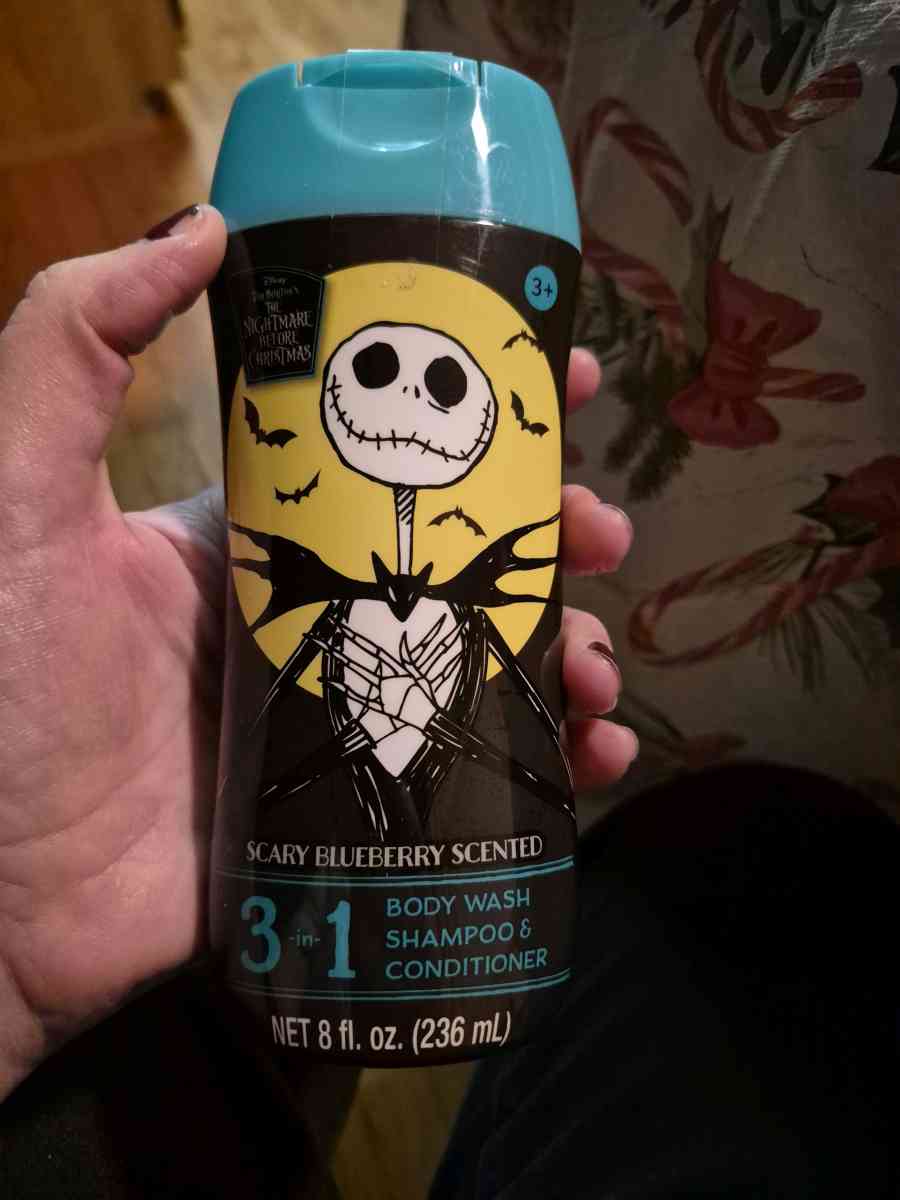 Disney
Tim Burton's
THE
NIGHTMARE
BEFORE
CHRISTMAS
3+
SCARY BLUEBERRY SCENTED
3-in-1
BODY WASH
SHAMPOO &
CONDITIONER
NET 8 fl. oz. (236 mL)